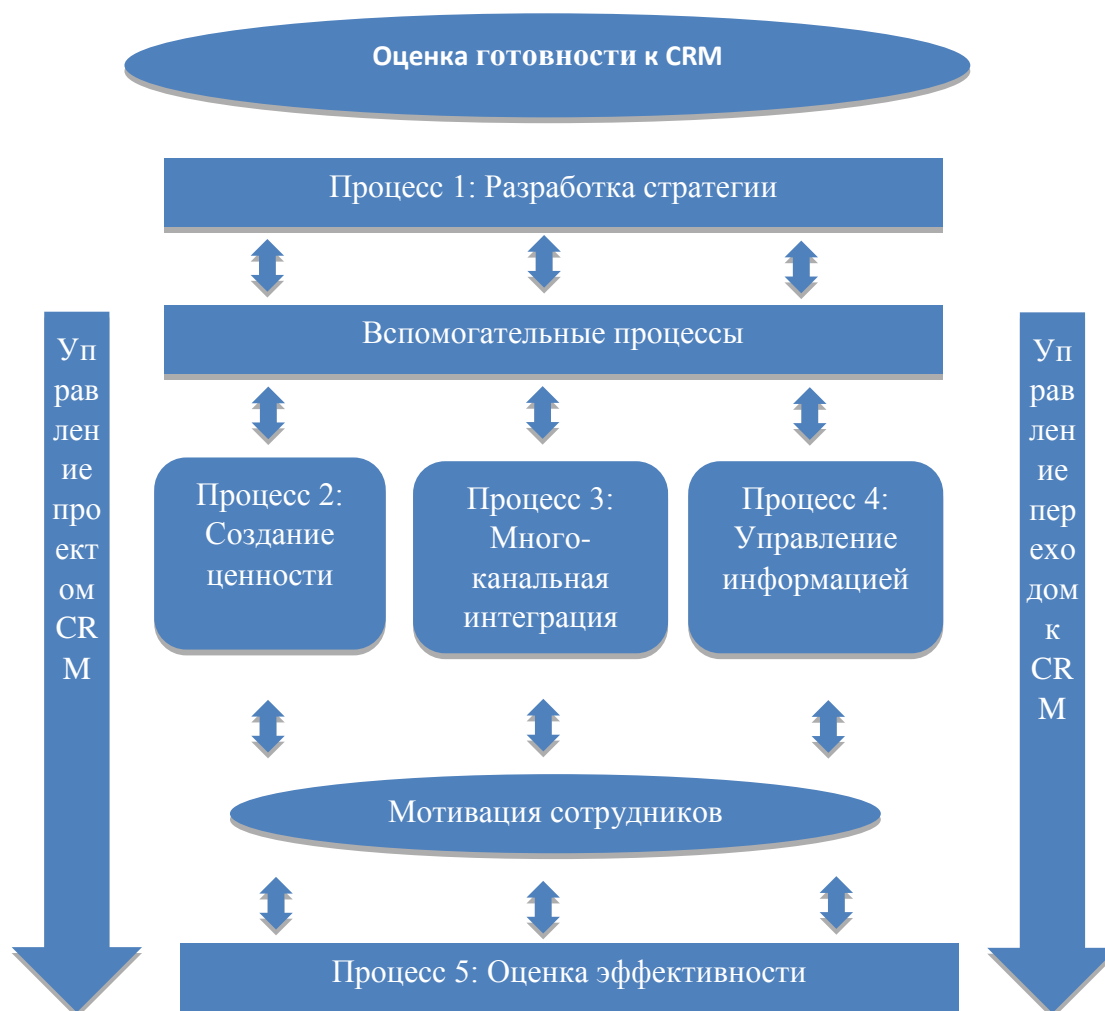 Оценка готовности к CRM
Процесс 1: Разработка стратегии
Вспомогательные процессы
Уп
рав
лен
ие
про
ект
ом
CR
M
Уп
рав
лен
ие
пер
ехо
дом
к
CR
M
Процесс 2:
Создание
ценности
Процесс 3:
Много-
канальная
интеграция
Процесс 4:
Управление
информацией
Мотивация сотрудников
Процесс 5: Оценка эффективности